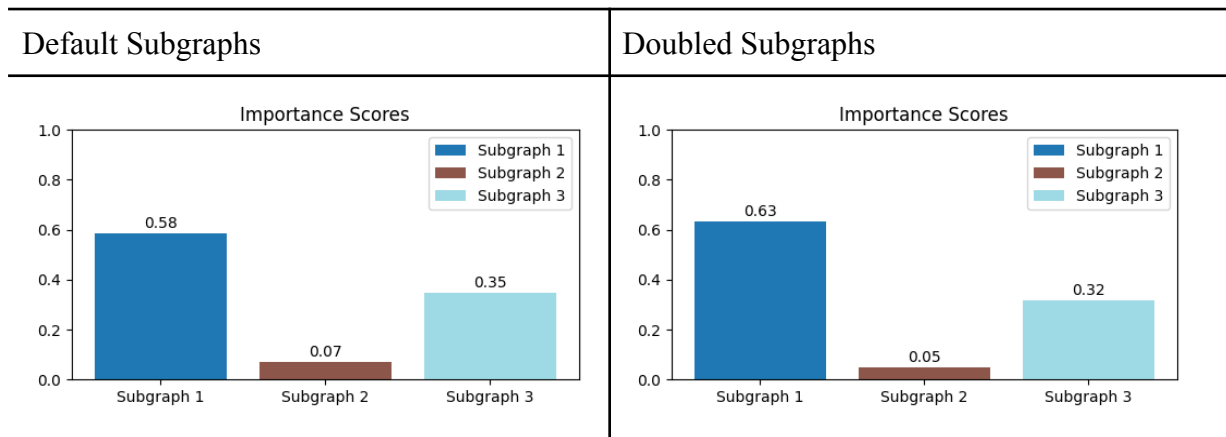 Default Subgraphs
Doubled Subgraphs
Importance Scores
1.0
0.8
0.6
0.4
0.2
0.0
Subgraph 1
Subgraph 2
Subgraph 3
0.58
0.07
0.35
Subgraph 1
Subgraph 2
Subgraph 3
Importance Scores
1.0
0.8
0.6
0.4
0.2
0.0
Subgraph 1
Subgraph 2
Subgraph 3
0.63
0.05
0.32
Subgraph 1
Subgraph 2
Subgraph 3